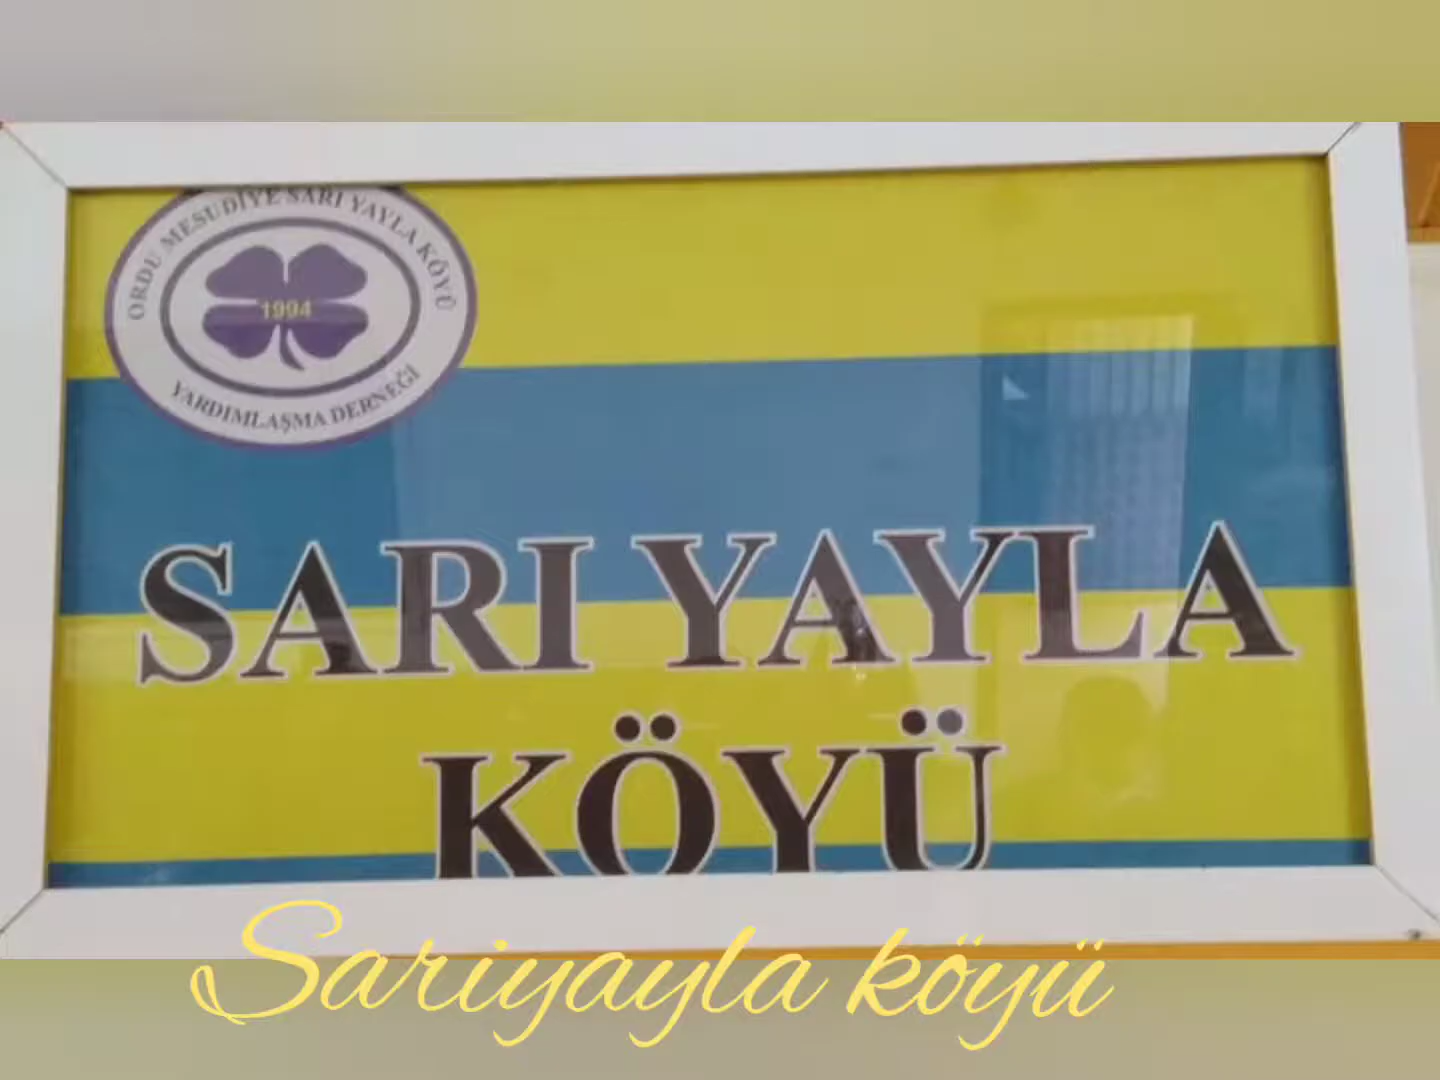 ORDU MESUDİYE SARI YAYLA KÖYÜ
1994
YARDIMLAŞMA DERNEĞİ
SARI YAYLA
KÖYÜ
Sariyayla köyü